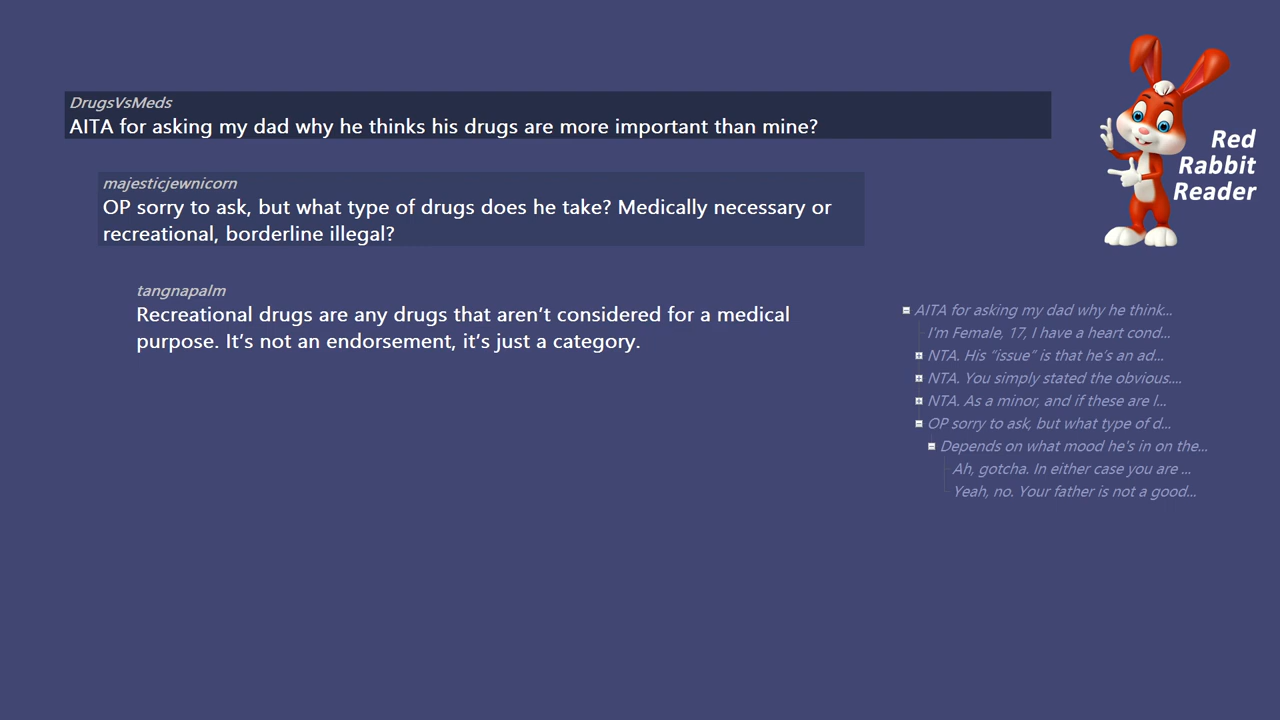 DrugsVsMeds
AITA for asking my dad why he thinks his drugs are more important than mine?
majesticjewnicorn
OP sorry to ask, but what type of drugs does he take? Medically necessary or
recreational, borderline illegal?
tangnapalm
Recreational drugs are any drugs that aren’t considered for a medical
purpose. It’s not an endorsement, it’s just a category.
Red
Rabbit
Reader
AITA for asking my dad why he think...
I'm Female, 17, I have a heart cond...
NTA. His “issue” is that he’s an ad...
NTA. You simply stated the obvious....
NTA. As a minor, and if these are l...
OP sorry to ask, but what type of d...
Depends on what mood he's in on the...
Ah, gotcha. In either case you are ...
Yeah, no. Your father is not a good...